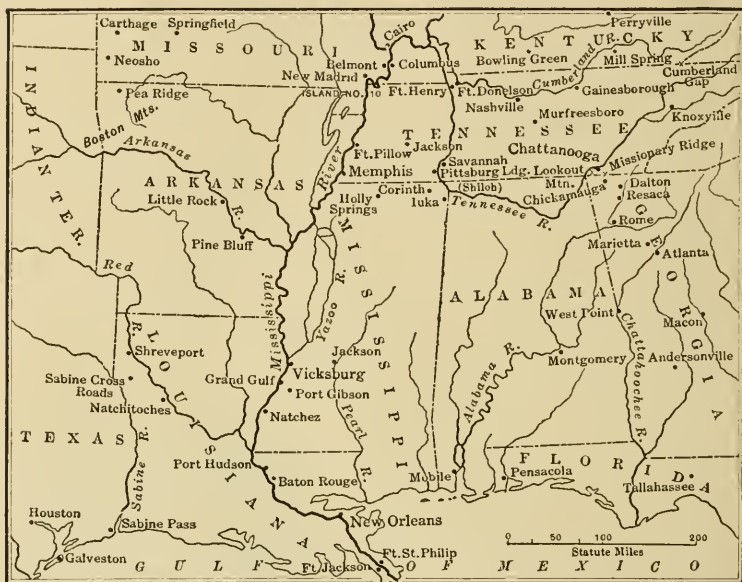 Carthage Springfield
Cairo
Perryville
MISSOURI
KENTUCKY
Neosho
Belmont
Columbus
Bowling Green
Cumberland R.
Mill Spring
New Madrid
ISLAND NO. 10
Ft. Henry
Ft. Donelson
Gainesborough
Cumberland
Gap
Pea Ridge
Nashville
INDIAN TER.
Boston Mts.
Murfreesboro
Knoxville
Arkansas R.
TENNESSEE
Ft. Pillow
Jackson
Chattanooga
Missionary Ridge
Savannah
Pittsburg Ldg.
Lookout
Mtn.
(Shiloh)
Memphis
ARKANSAS
Mississippi River
Corinth
Chickamauga
Dalton
Resaca
Little Rock
Holly
Springs
Iuka
Tennessee R.
Rome
Pine Bluff
MISSISSIPPI
GEORGIA
Marietta
Atlanta
Red R.
Yazoo R.
ALABAMA
West Point
Chattahoochee R.
Macon
Shreveport
Jackson
Alabama R.
Vicksburg
Montgomery
Andersonville
Sabine Cross
Roads
Grand Gulf
Port Gibson
Natchitoches
Natchez
Pearl R.
LOUISIANA
TEXAS
Sabine R.
Port Hudson
FLORIDA
Baton Rouge
Mobile
Pensacola
Tallahassee
Houston
Sabine Pass
New Orleans
0 50 100 200
Statute Miles
Galveston
Ft. St. Philip
Ft. Jackson
GULF OF MEXICO